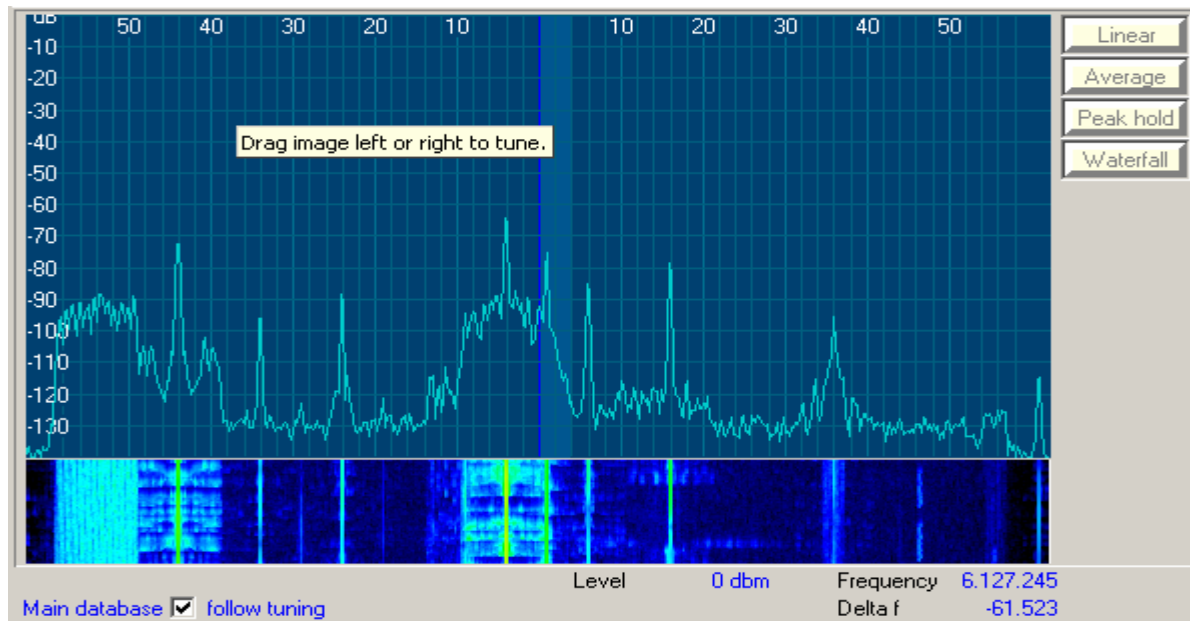 dB 50 40 30 20 10 10 20 30 40 50
-10
-20
-30
-40
-50
-60
-70
-80
-90
-100
-110
-120
-130
Drag image left or right to tune.
Linear
Average
Peak hold
Waterfall
Level 0 dbm Frequency 6.127.245
Main database follow tuning Delta f -61.523